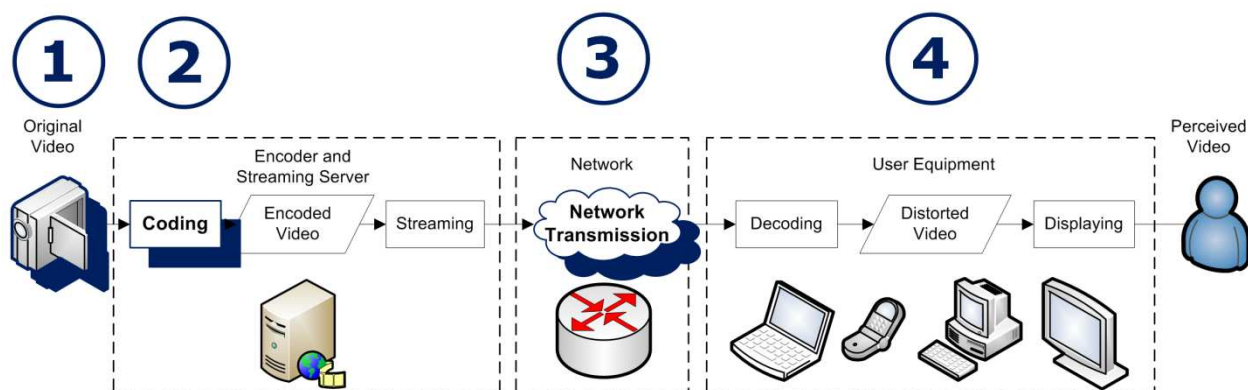 1
2
3
4
Original
Video
Encoder and
Streaming Server
Network
User Equipment
Perceived
Video
Coding
Encoded
Video
Streaming
Network
Transmission
Decoding
Distorted
Video
Displaying